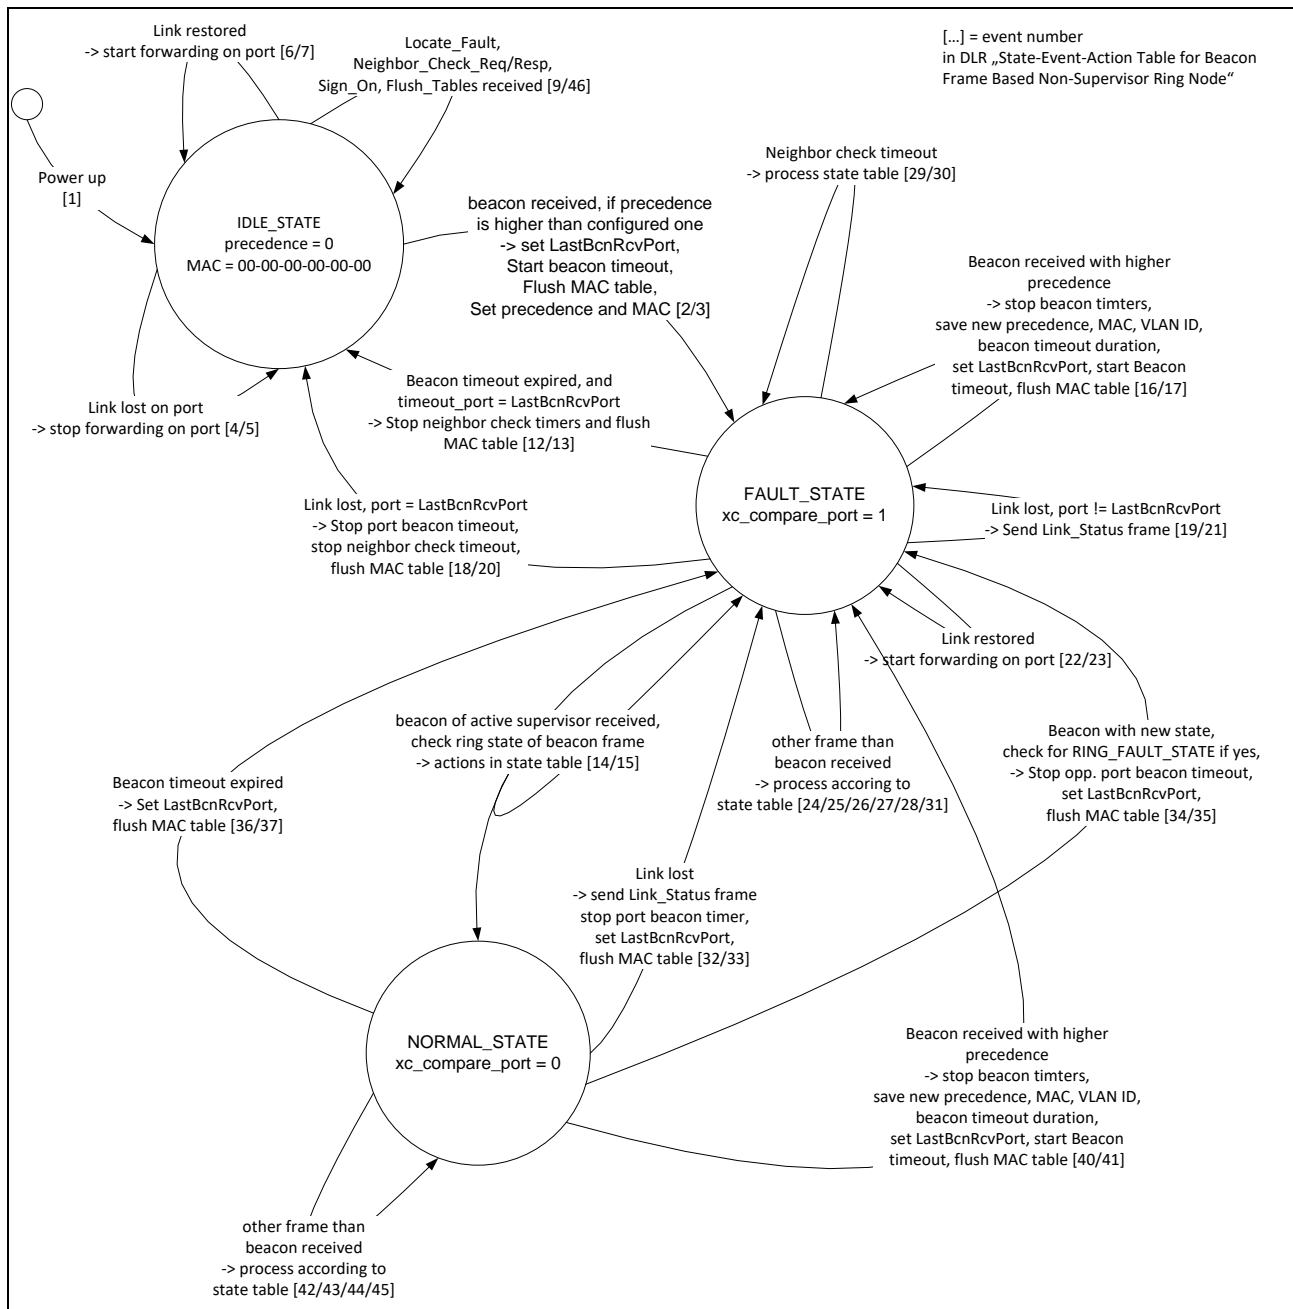 Link restored
-> start forwarding on port [6/7]
Locate_Fault,
Neighbor_Check_Req/Resp,
Sign_On, Flush_Tables received [9/46]
[...] = event number
in DLR „State-Event-Action Table for Beacon
Frame Based Non-Supervisor Ring Node“
Power up
[1]
IDLE_STATE
precedence = 0
MAC = 00-00-00-00-00-00
Neighbor check timeout
-> process state table [29/30]
beacon received, if precedence
is higher than configured one
-> set LastBcnRcvPort,
Start beacon timeout,
Flush MAC table,
Set precedence and MAC [2/3]
Beacon received with higher
precedence
-> stop beacon timters,
save new precedence, MAC, VLAN ID,
beacon timeout duration,
set LastBcnRcvPort, start Beacon
timeout, flush MAC table [16/17]
Link lost on port
-> stop forwarding on port [4/5]
Beacon timeout expired, and
timeout_port = LastBcnRcvPort
-> Stop neighbor check timers and flush
MAC table [12/13]
FAULT_STATE
xc_compare_port = 1
Link lost, port = LastBcnRcvPort
-> Stop port beacon timeout,
stop neighbor check timeout,
flush MAC table [18/20]
Link lost, port != LastBcnRcvPort
-> Send Link_Status frame [19/21]
Link restored
-> start forwarding on port [22/23]
beacon of active supervisor received,
check ring state of beacon frame
-> actions in state table [14/15]
other frame than
beacon received
-> process accoring to
state table [24/25/26/27/28/31]
Beacon with new state,
check for RING_FAULT_STATE if yes,
-> Stop opp. port beacon timeout,
set LastBcnRcvPort,
flush MAC table [34/35]
Beacon timeout expired
-> Set LastBcnRcvPort,
flush MAC table [36/37]
Link lost
-> send Link_Status frame
stop port beacon timer,
set LastBcnRcvPort,
flush MAC table [32/33]
NORMAL_STATE
xc_compare_port = 0
Beacon received with higher
precedence
-> stop beacon timters,
save new precedence, MAC, VLAN ID,
beacon timeout duration,
set LastBcnRcvPort, start Beacon
timeout, flush MAC table [40/41]
other frame than
beacon received
-> process according to
state table [42/43/44/45]